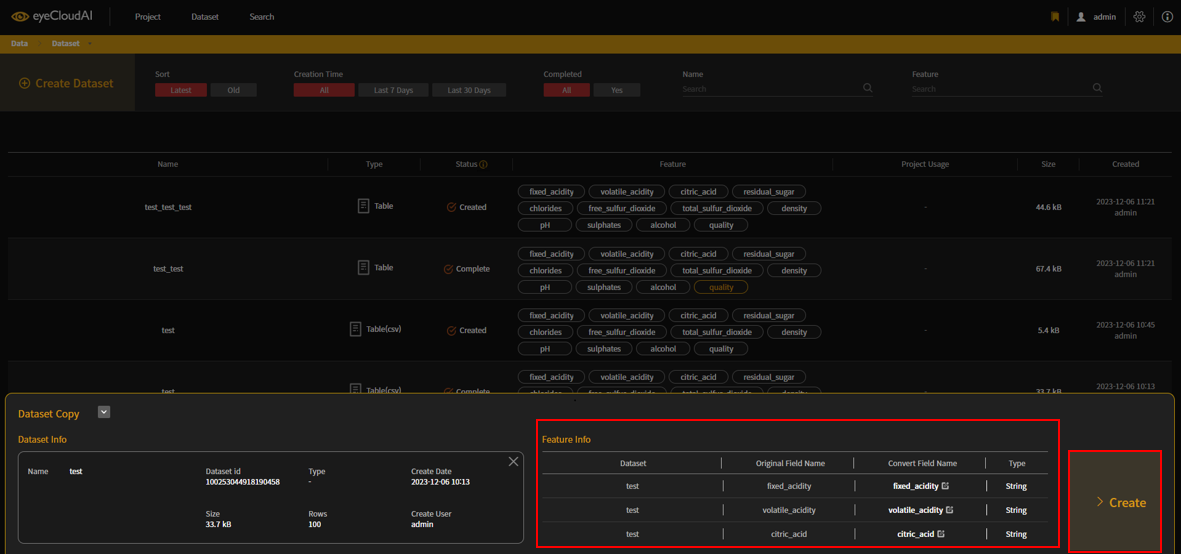 eyeCloudAI
Project Dataset Search
admin
Data Dataset
Create Dataset
Sort Creation Time Completed Name Feature
Latest Old All Last 7 Days Last 30 Days All Yes Search Search
Name Type Status Feature Project Usage Size Created
fixed_acidity volatile_acidity citric_acid residual_sugar
test_test_test Table Created chlorides free_sulfur_dioxide total_sulfur_dioxide density - 44.6 kB 2023-12-06 11:21
admin
pH sulphates alcohol quality
fixed_acidity volatile_acidity citric_acid residual_sugar
test_test Table Complete chlorides free_sulfur_dioxide total_sulfur_dioxide density - 67.4 kB 2023-12-06 11:21
admin
pH sulphates alcohol quality
fixed_acidity volatile_acidity citric_acid residual_sugar
test Table(csv) Created chlorides free_sulfur_dioxide total_sulfur_dioxide density - 5.4 kB 2023-12-06 10:45
admin
pH sulphates alcohol quality
fixed_acidity volatile_acidity citric_acid residual_sugar
test Table(csv) Complete chlorides free_sulfur_dioxide total_sulfur_dioxide density 33.7 kB 2023-12-06 10:13
Dataset Copy
Dataset Info
Name test
Dataset id Type Create Date
100253044918190458 - 2023-12-06 10:13
Size Rows Create User
33.7 kB 100 admin
Feature Info
Dataset Original Field Name Convert Field Name Type
test fixed_acidity fixed_acidity String
test volatile_acidity volatile_acidity String
test citric_acid citric_acid String
Create